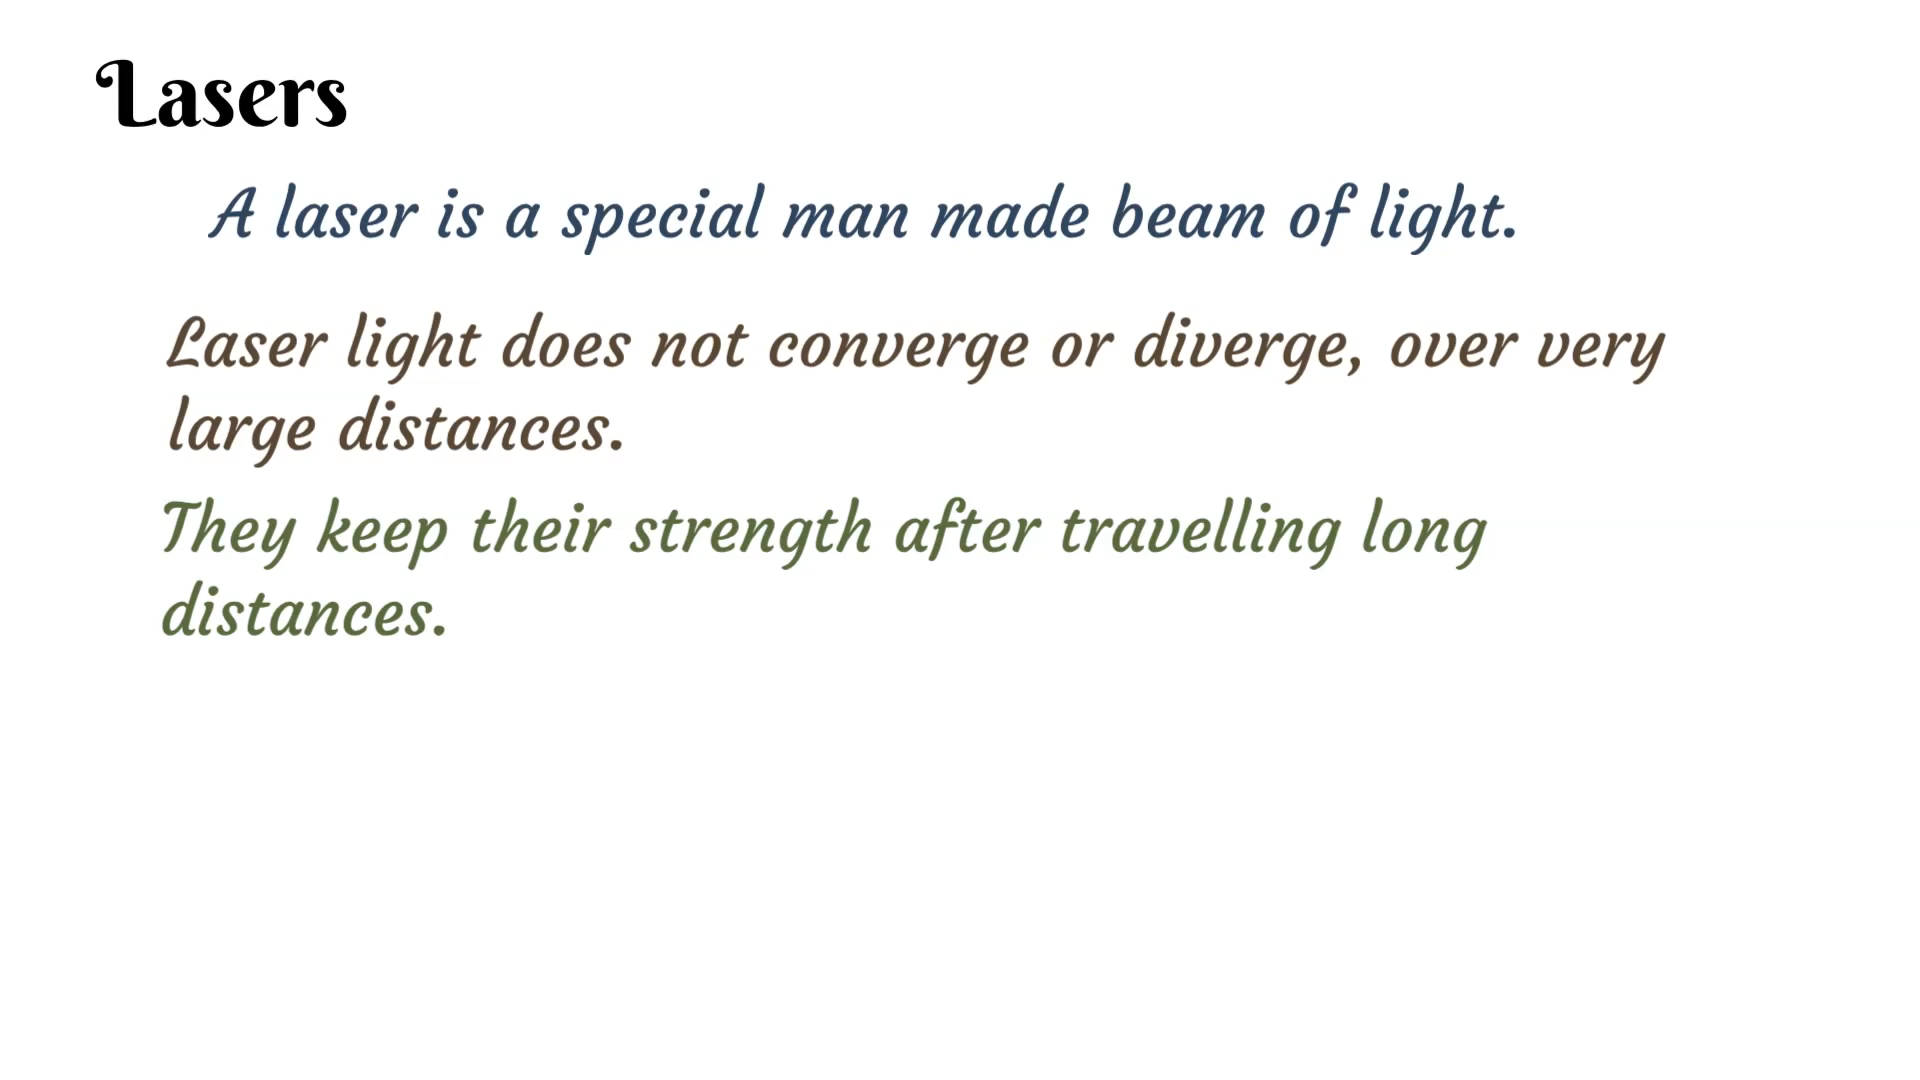 Lasers
A laser is a special man made beam of light.
Laser light does not converge or diverge, over very
large distances.
They keep their strength after travelling long
distances.